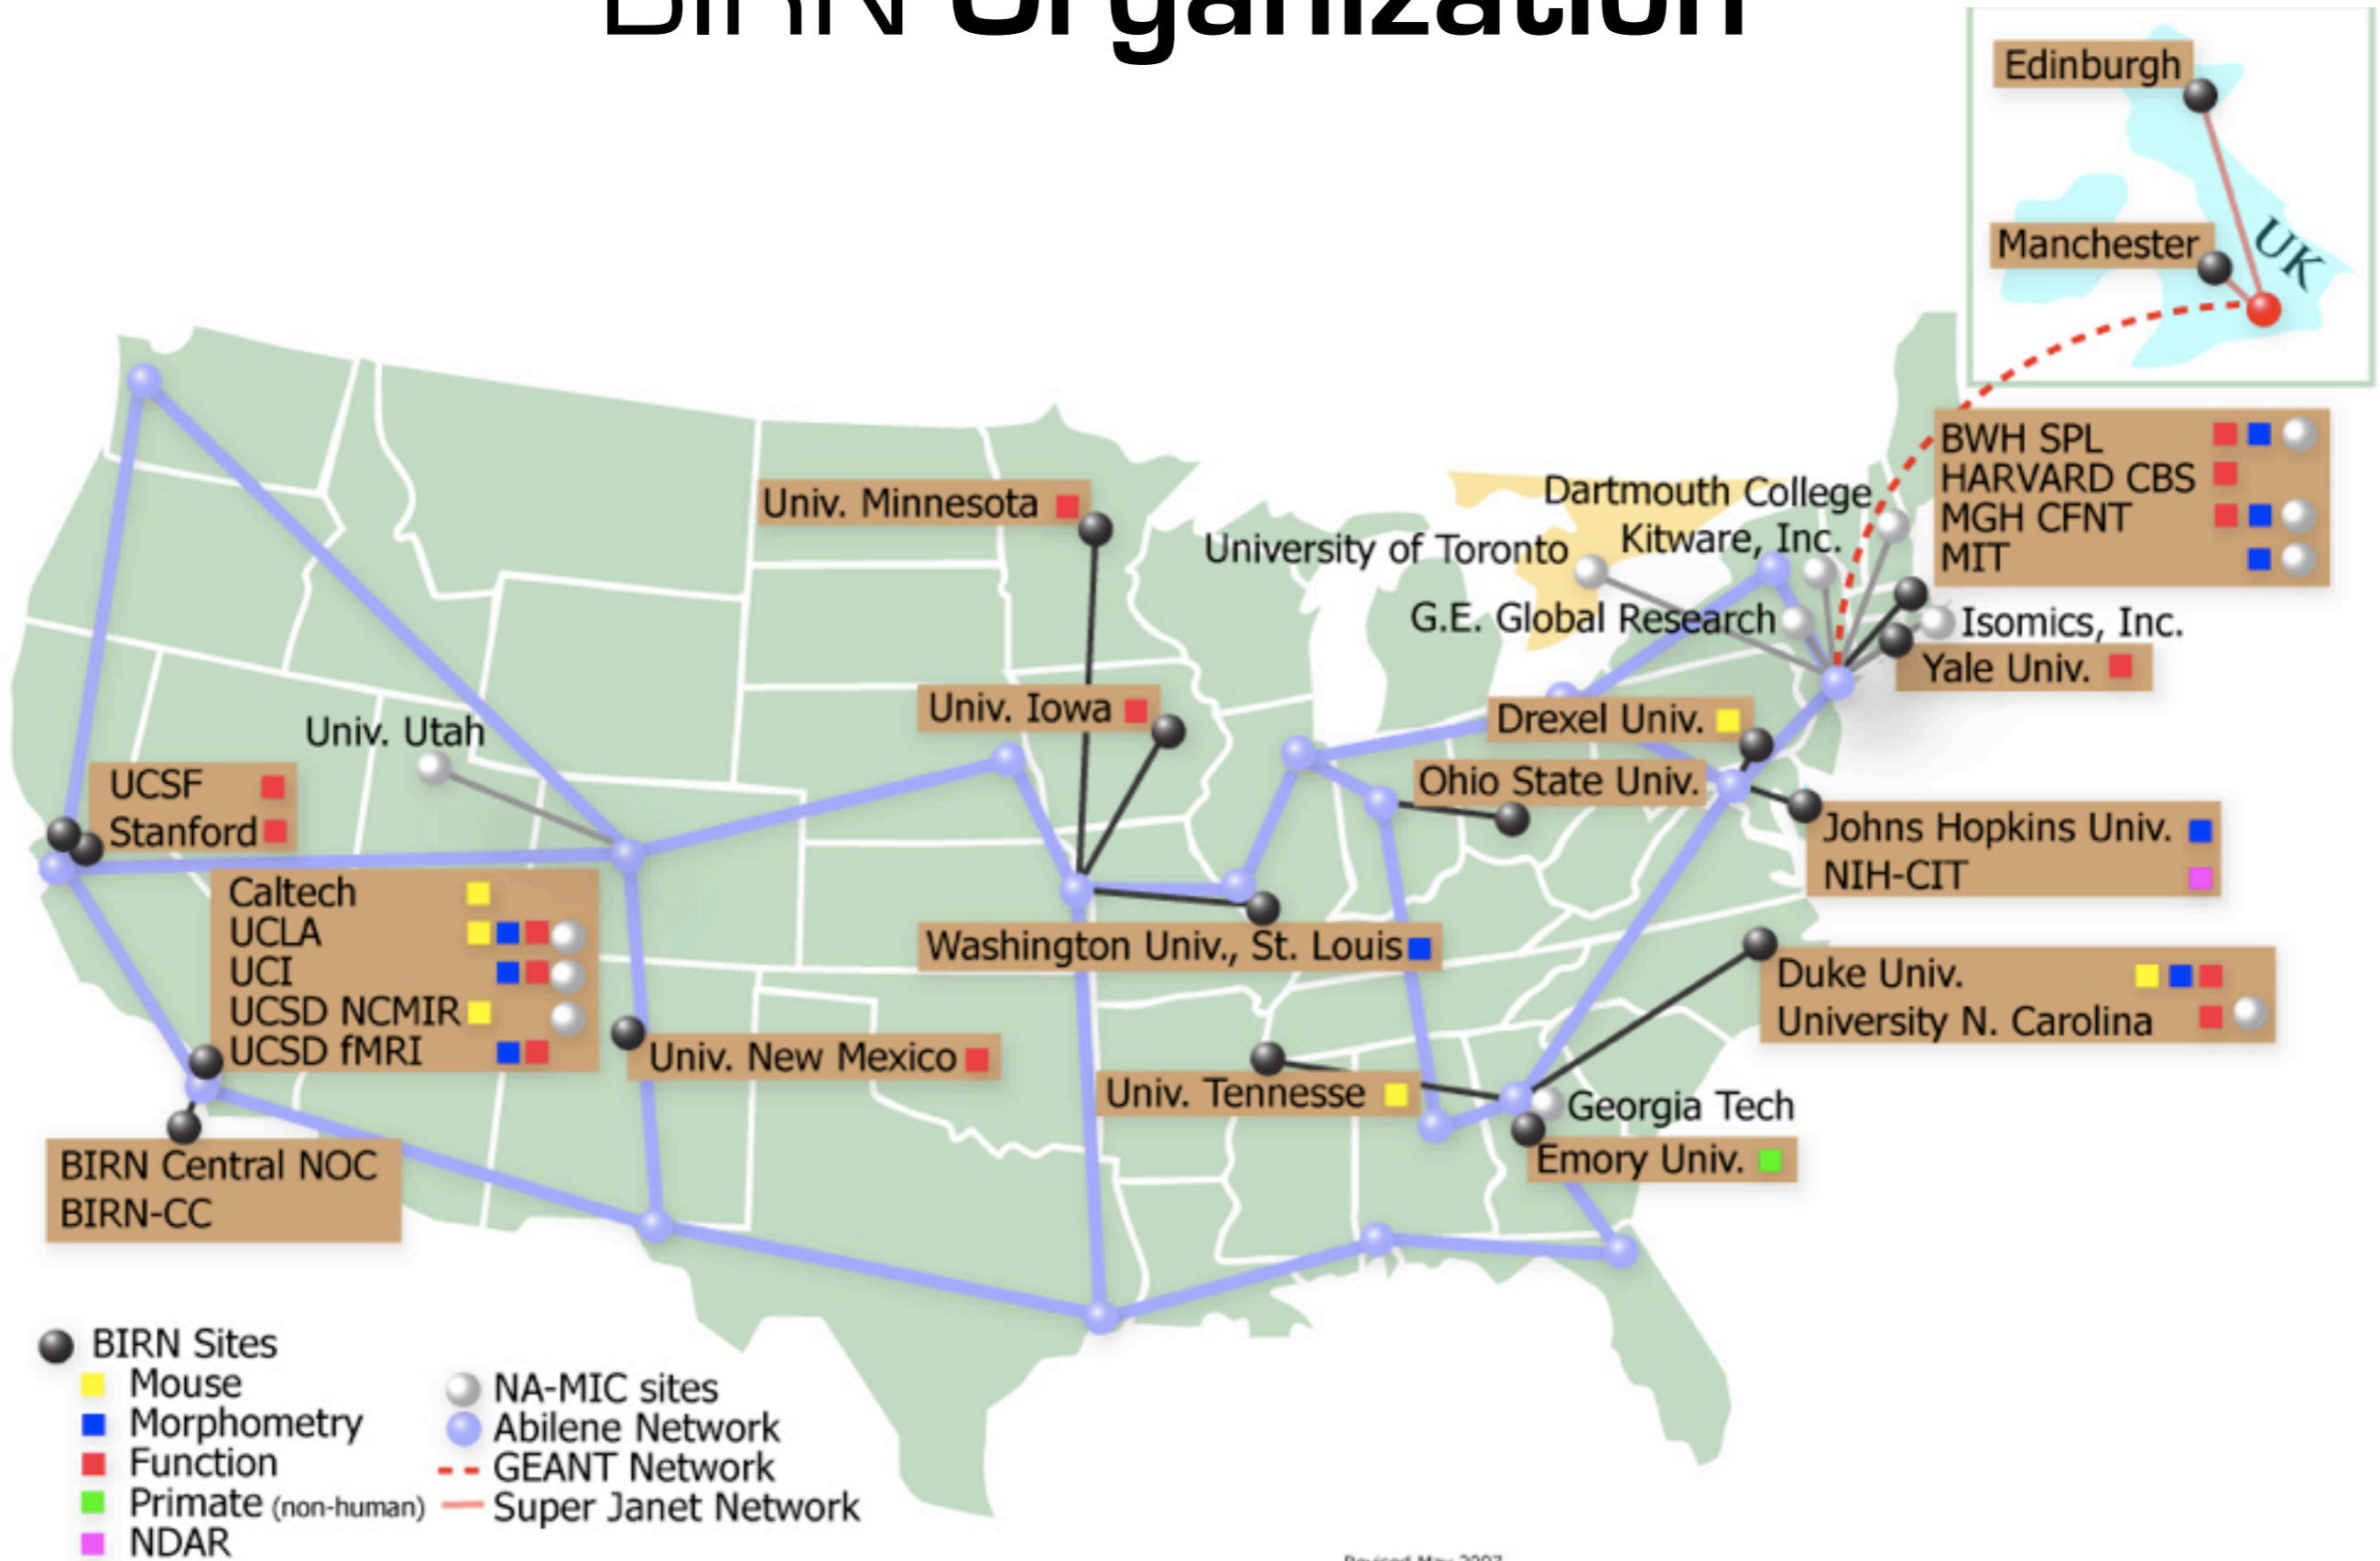 BIRN Organization
Edinburgh
Manchester
UK
BWH SPL
HARVARD CBS
MGH CFNT
MIT
Dartmouth College
Kitware, Inc.
University of Toronto
G.E. Global Research
Isomics, Inc.
Yale Univ.
Univ. Minnesota
Univ. Iowa
Drexel Univ.
Ohio State Univ.
Johns Hopkins Univ.
NIH-CIT
Univ. Utah
UCSF
Stanford
Caltech
UCLA
UCI
UCSD NCMIR
UCSD fMRI
Washington Univ., St. Louis
Duke Univ.
University N. Carolina
Univ. New Mexico
Univ. Tennesse
Georgia Tech
Emory Univ.
BIRN Central NOC
BIRN-CC
BIRN Sites
Mouse
Morphometry
Function
Primate (non-human)
NDAR
NA-MIC sites
Abilene Network
GEANT Network
Super Janet Network
Revised May 2007